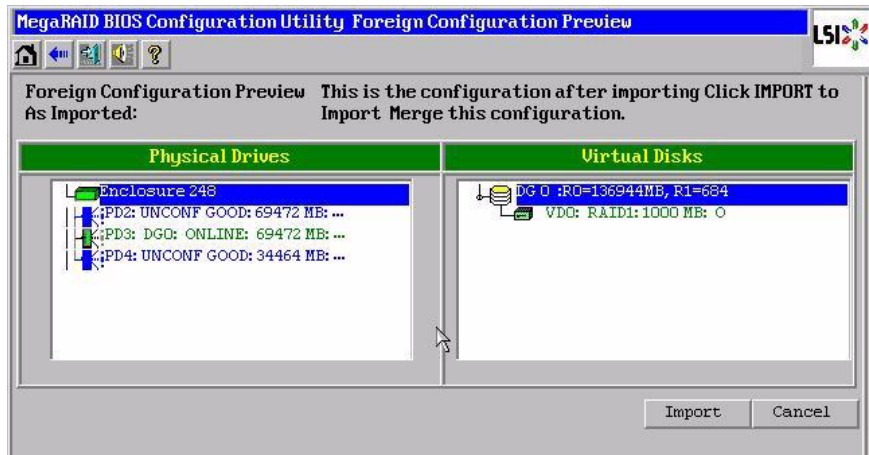 MegaRAID BIOS Configuration Utility Foreign Configuration Preview
LSI
?
Foreign Configuration Preview This is the configuration after importing Click IMPORT to
As Imported: Import Merge this configuration.
Physical Drives
Enclosure 248
PD2: UNCONF GOOD: 69472 MB: ...
PD3: DG0: ONLINE: 69472 MB: ...
PD4: UNCONF GOOD: 34464 MB: ...
Virtual Disks
DG 0 :R0=136944MB, R1=684
VD0: RAID1: 1000 MB: O
Import Cancel